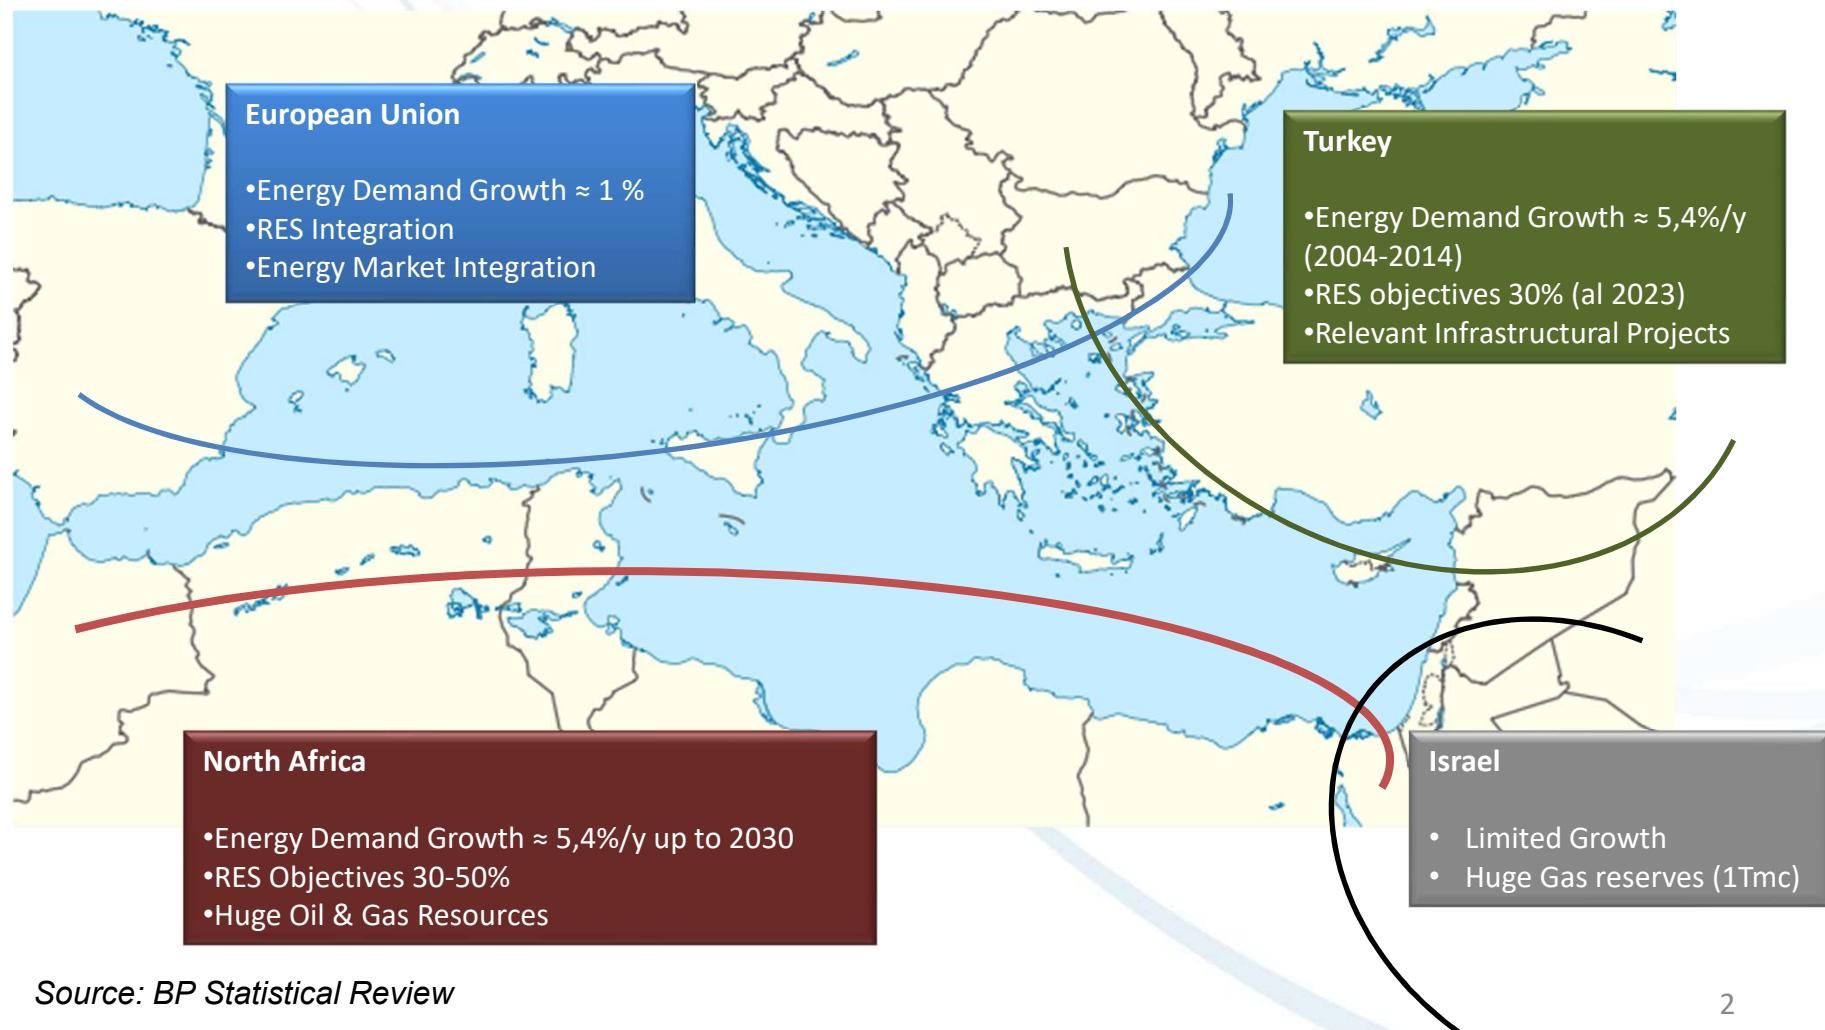 European Union
•Energy Demand Growth ≈ 1 %
•RES Integration
•Energy Market Integration
Turkey
•Energy Demand Growth ≈ 5,4%/y
(2004-2014)
•RES objectives 30% (al 2023)
•Relevant Infrastructural Projects
North Africa
•Energy Demand Growth ≈ 5,4%/y up to 2030
•RES Objectives 30-50%
•Huge Oil & Gas Resources
Israel
• Limited Growth
• Huge Gas reserves (1Tmc)
Source: BP Statistical Review
2